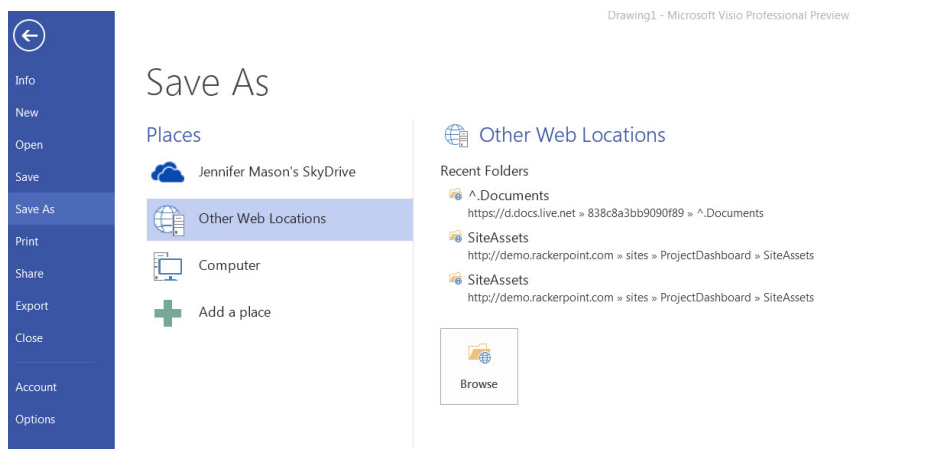 Drawing1 - Microsoft Visio Professional Preview
Info
New
Open
Save
Save As
Print
Share
Export
Close
Account
Options
Save As
Places
Jennifer Mason's SkyDrive
Other Web Locations
Computer
Add a place
Other Web Locations
Recent Folders
^.Documents
https://d.docs.live.net » 838c8a3bb9090f89 » ^.Documents
SiteAssets
http://demo.rackerpoint.com » sites » ProjectDashboard » SiteAssets
SiteAssets
http://demo.rackerpoint.com » sites » ProjectDashboard » SiteAssets
Browse